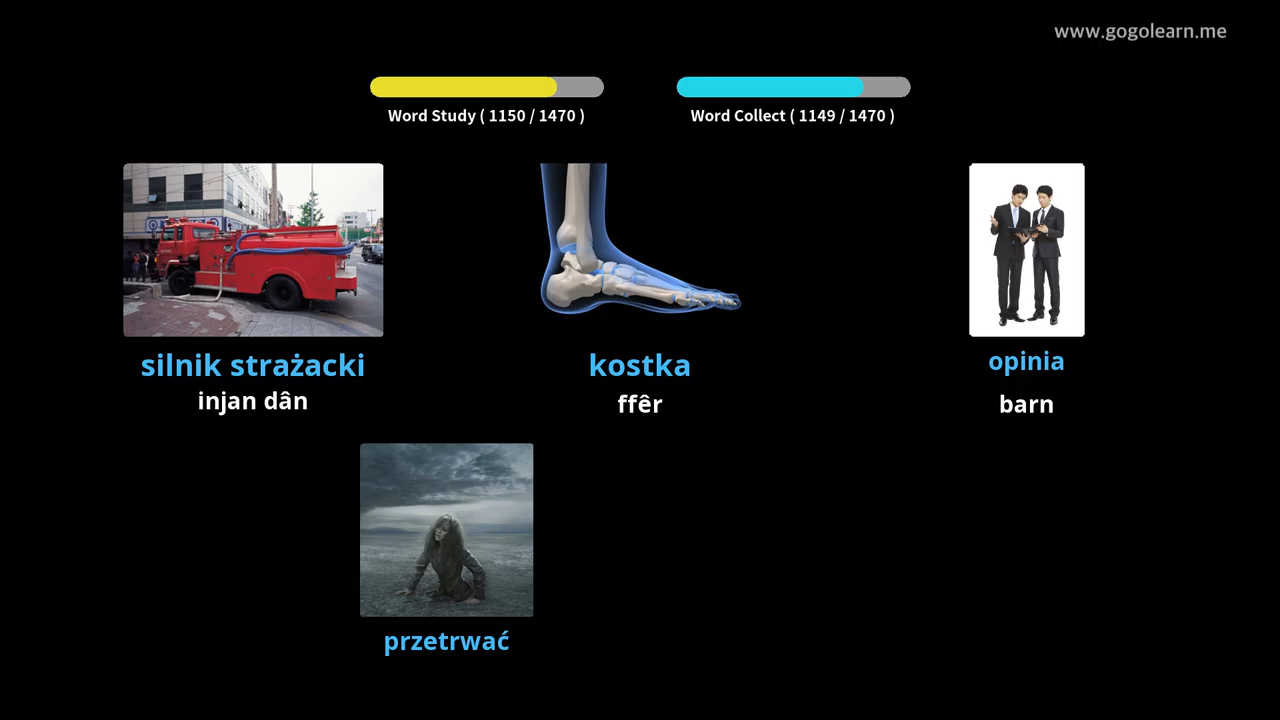 www.gogolearn.me
Word Study ( 1150 / 1470 )
Word Collect ( 1149 / 1470 )
silnik strażacki
injan dân
kostka
ffêr
opinia
barn
przetrwać